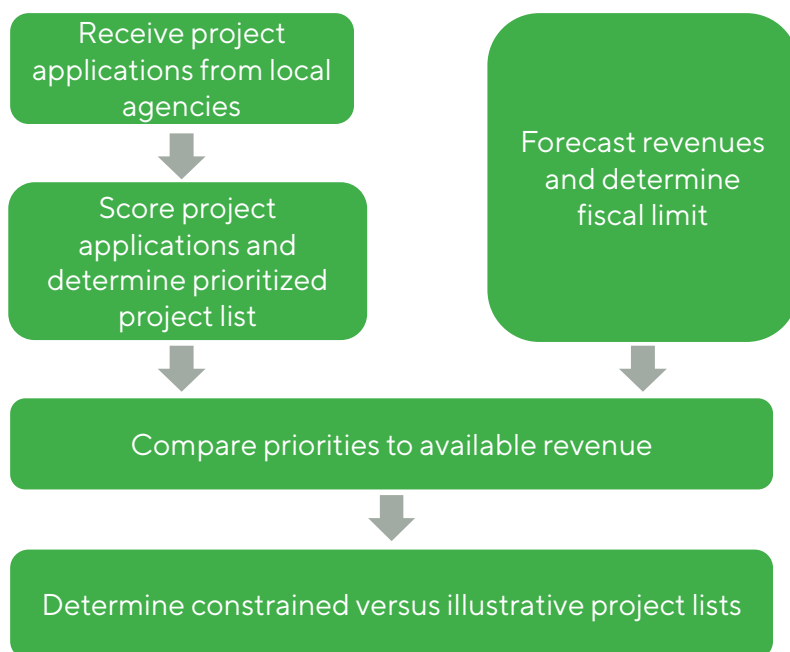 Receive project
applications from local
agencies
Score project
applications and
determine prioritized
project list
Forecast revenues
and determine
fiscal limit
Compare priorities to available revenue
Determine constrained versus illustrative project lists